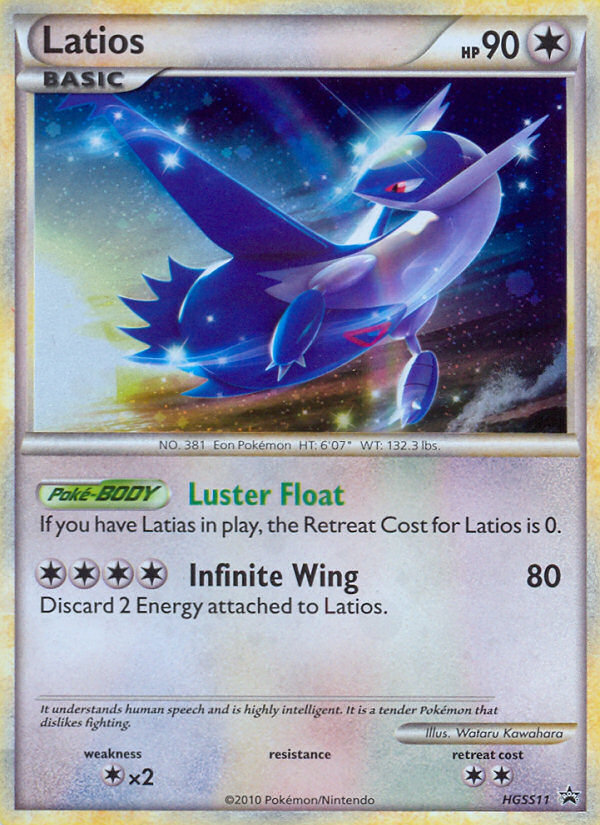 Latios
HP 90
BASIC
NO. 381 Eon Pokémon HT: 6'07" WT: 132.3 lbs.
Poké-BODY Luster Float
If you have Latias in play, the Retreat Cost for Latios is 0.
Infinite Wing 80
Discard 2 Energy attached to Latios.
It understands human speech and is highly intelligent. It is a tender Pokémon that
dislikes fighting.
Illus. Wataru Kawahara
weakness resistance retreat cost
×2
©2010 Pokémon/Nintendo HGSS11